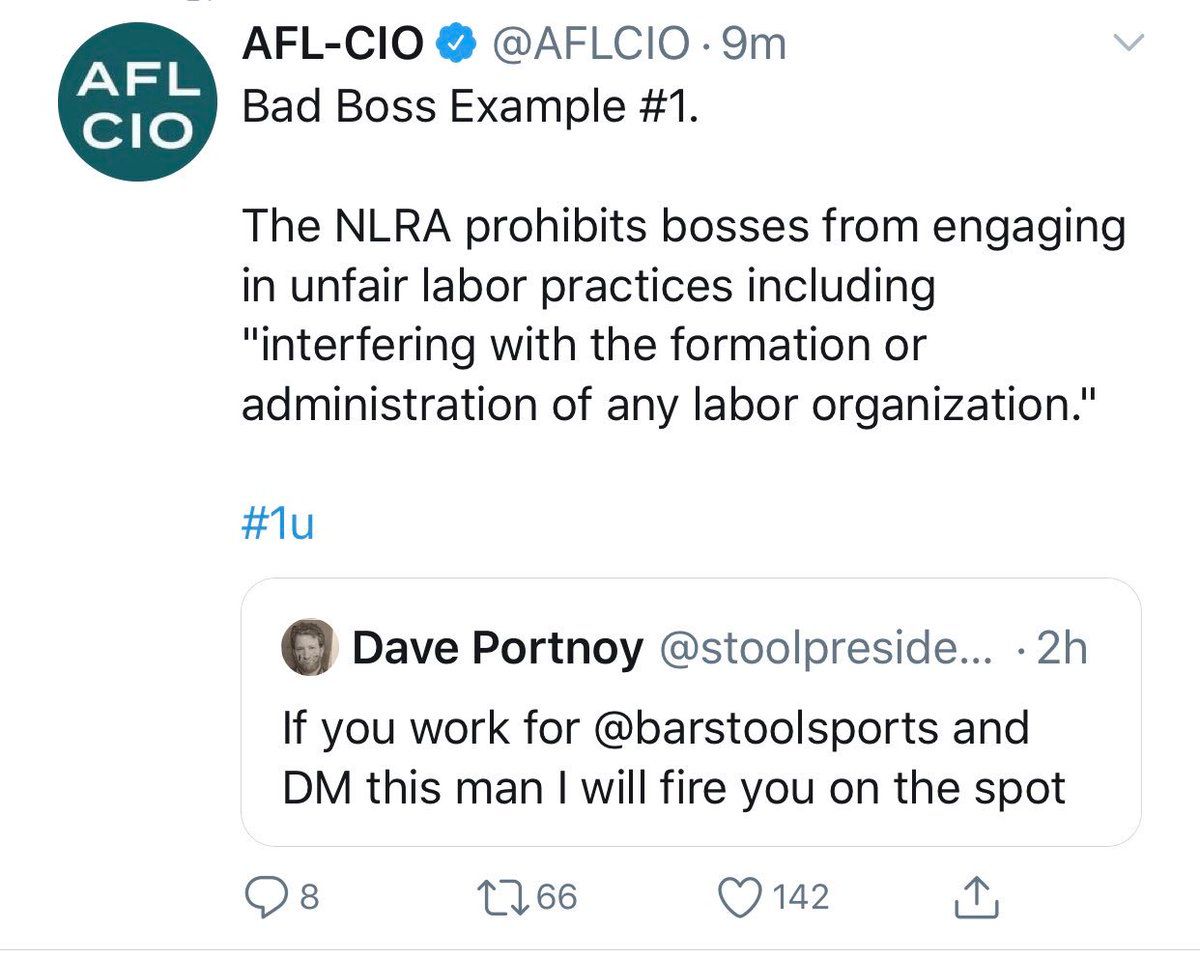 AFL
CIO
AFL-CIO @AFLCIO · 9m
Bad Boss Example #1.
The NLRA prohibits bosses from engaging
in unfair labor practices including
"interfering with the formation or
administration of any labor organization."
#1u
Dave Portnoy @stoolpreside... · 2h
If you work for @barstoolsports and
DM this man I will fire you on the spot
8 66 142